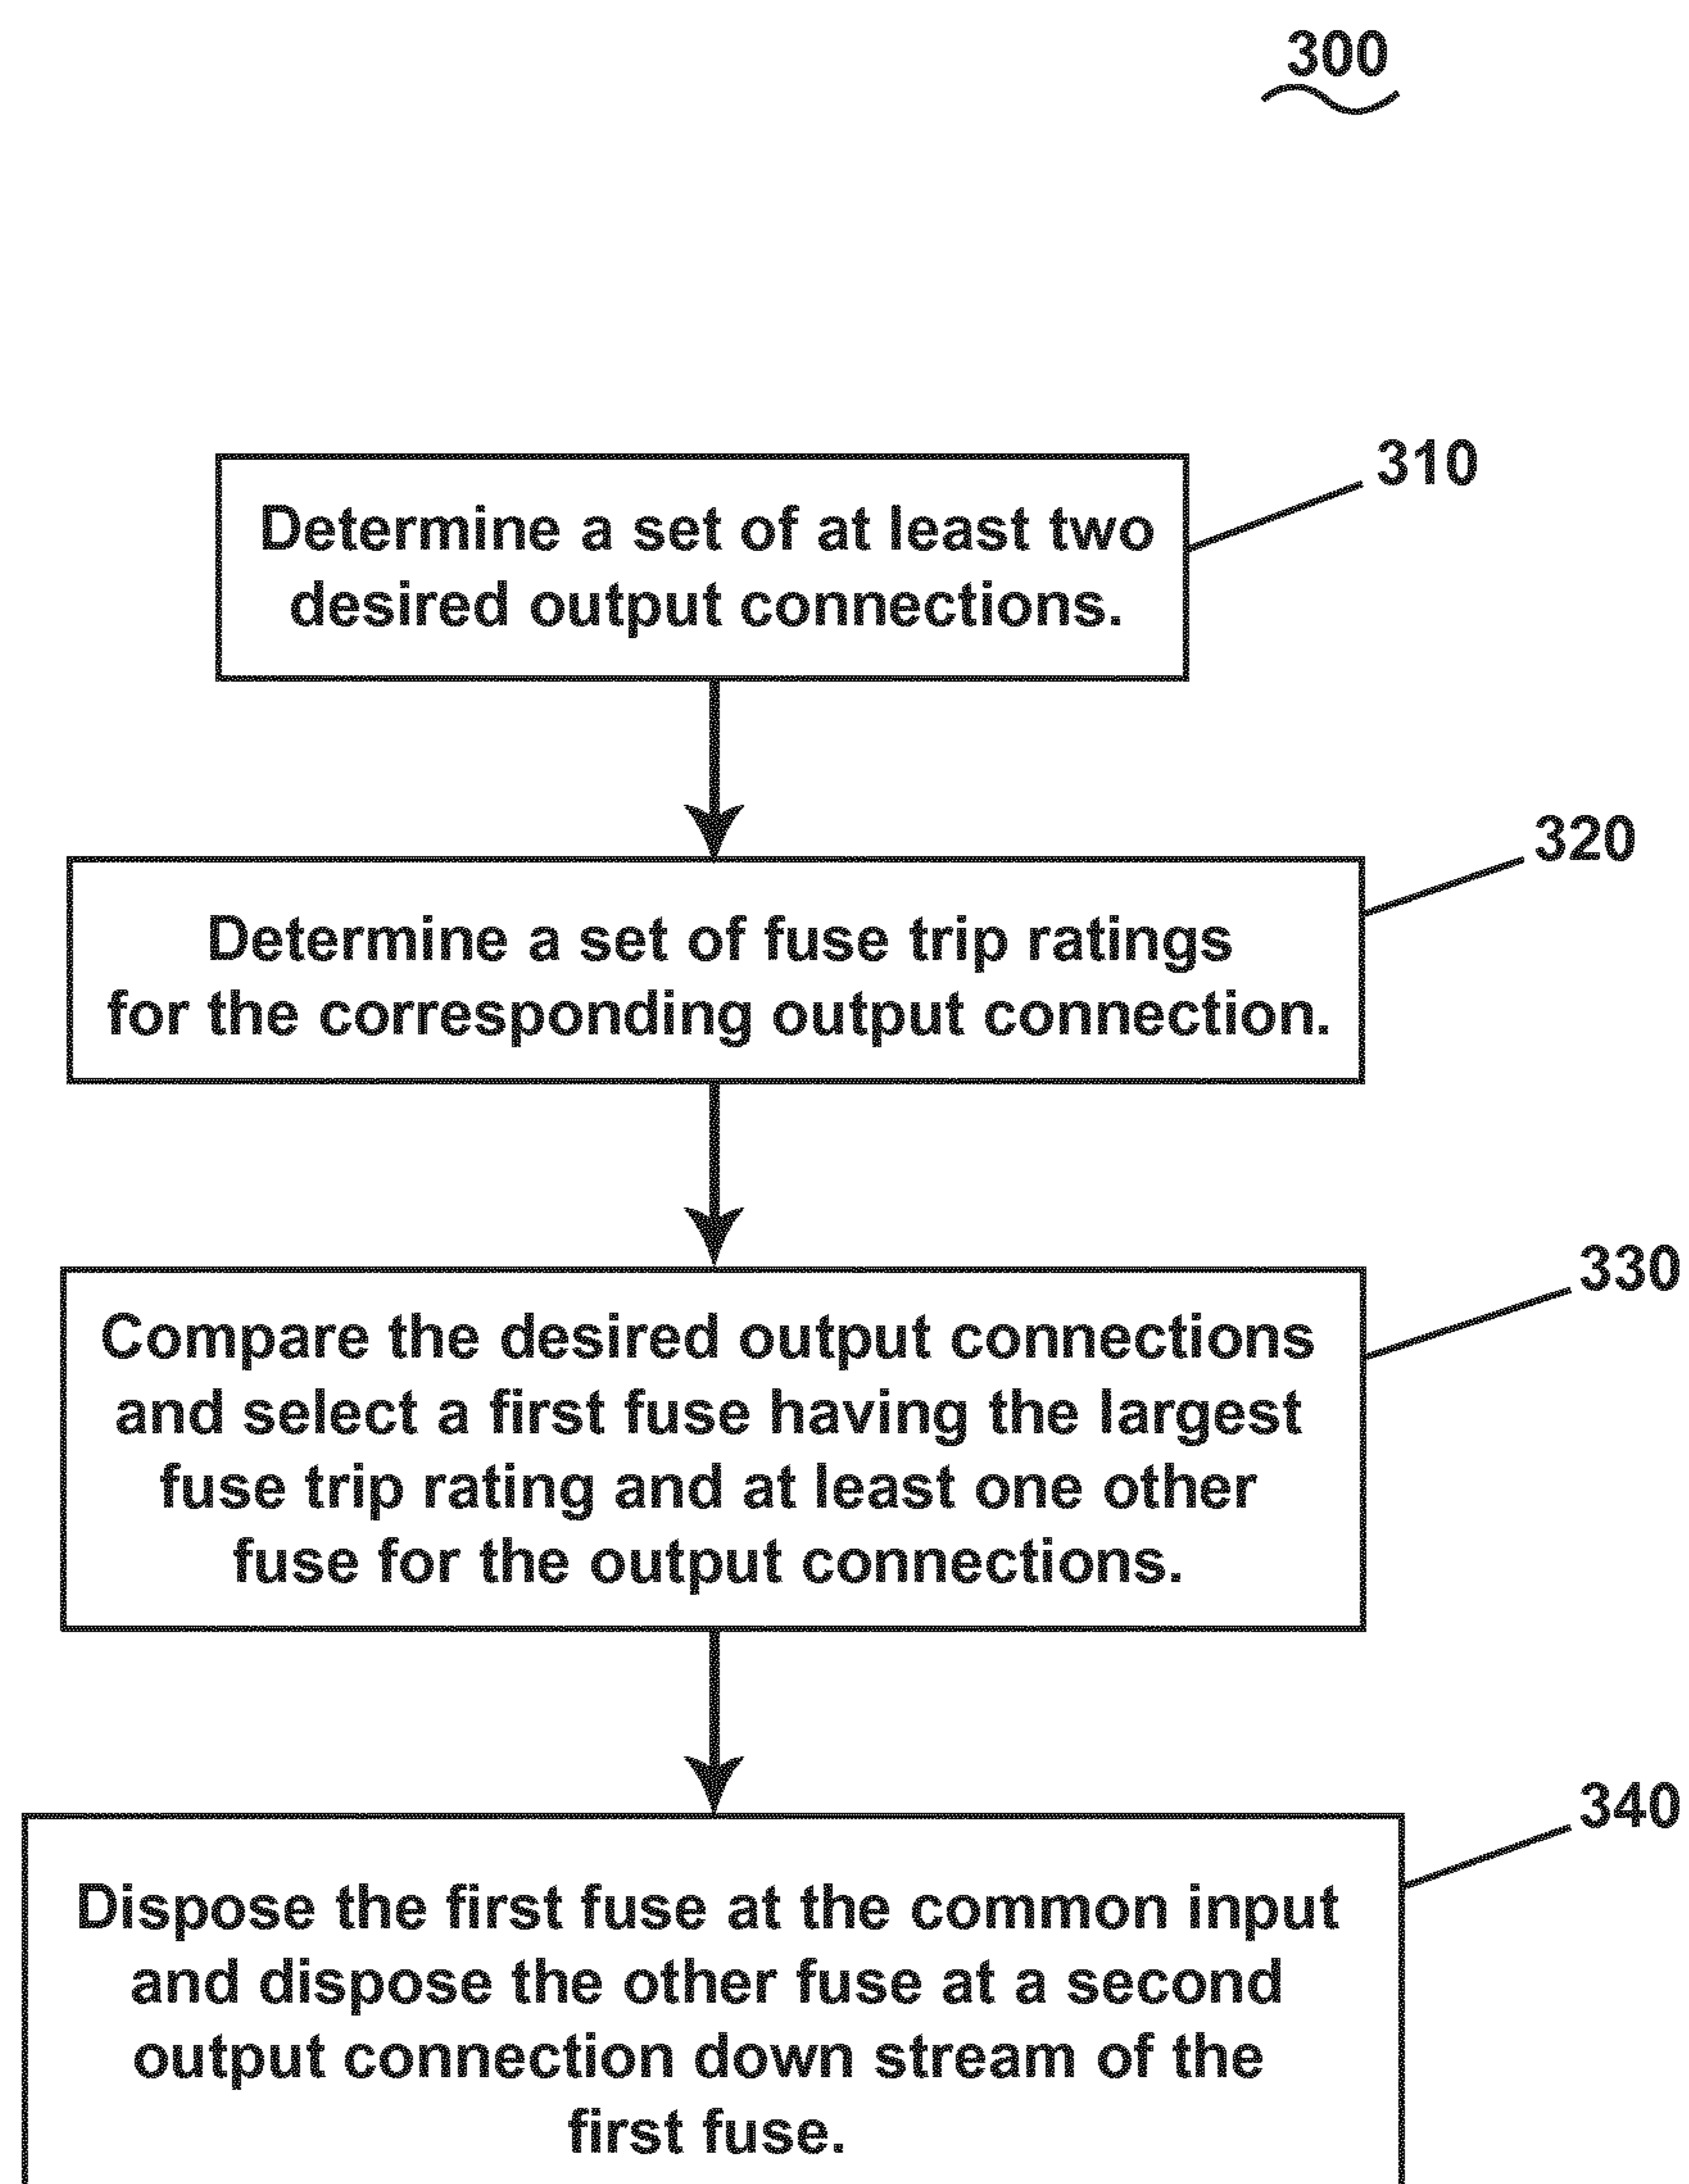 300
310
Determine a set of at least two
desired output connections.
320
Determine a set of fuse trip ratings
for the corresponding output connection.
330
Compare the desired output connections
and select a first fuse having the largest
fuse trip rating and at least one other
fuse for the output connections.
340
Dispose the first fuse at the common input
and dispose the other fuse at a second
output connection down stream of the
first fuse.